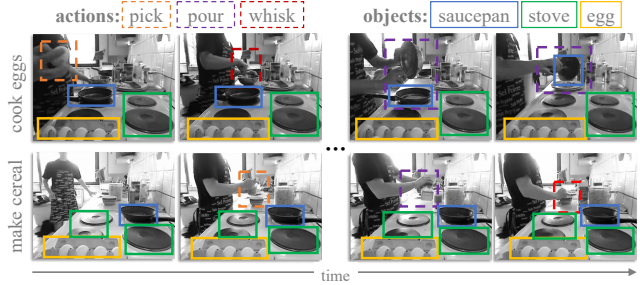 actions: pick pour whisk objects: saucepan stove egg
cook eggs
...
make cereal
time